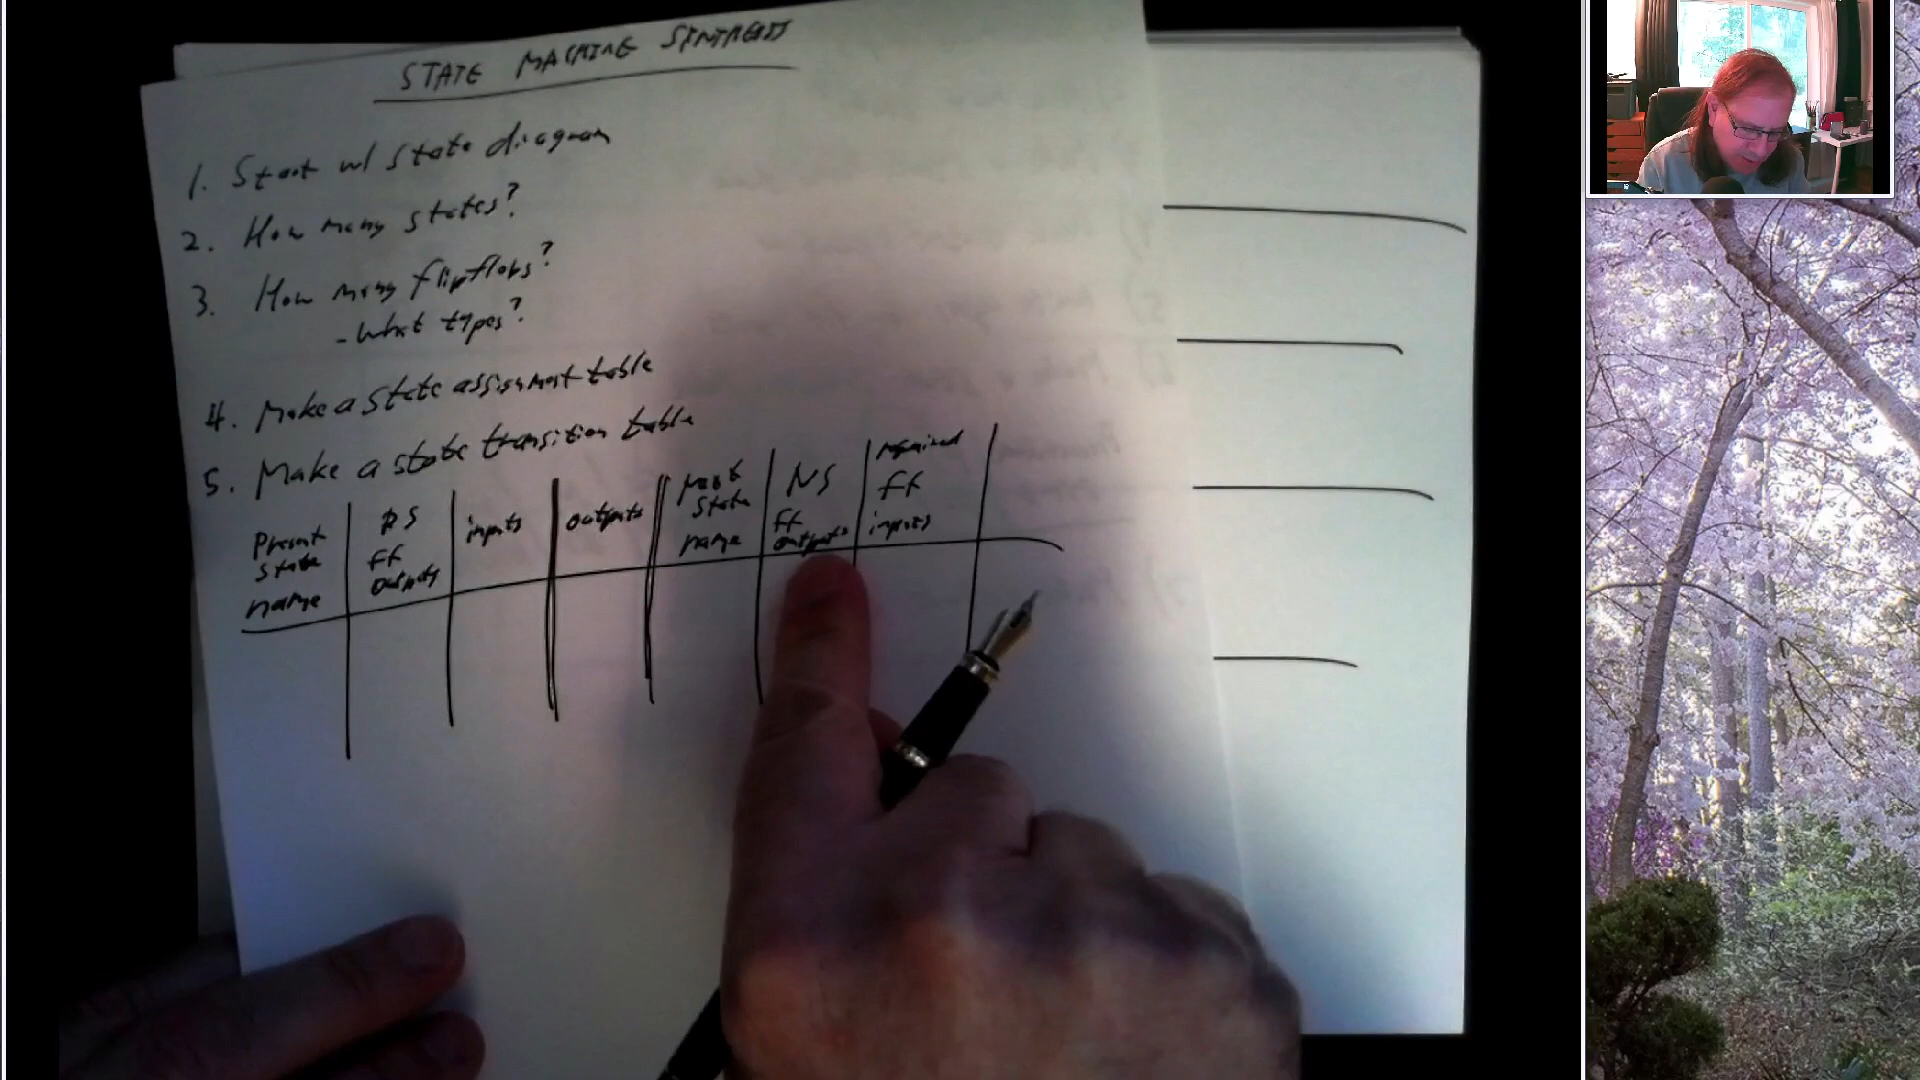 STATE MACHINE SYNTHESIS
1. Start w/ state diagram
2. How many states?
3. How many flipflops?
- what types?
4. Make a state assignment table
5. Make a state transition table
Present state name
PS FF outputs
inputs
outputs
Next state name
NS FF outputs
required FF inputs